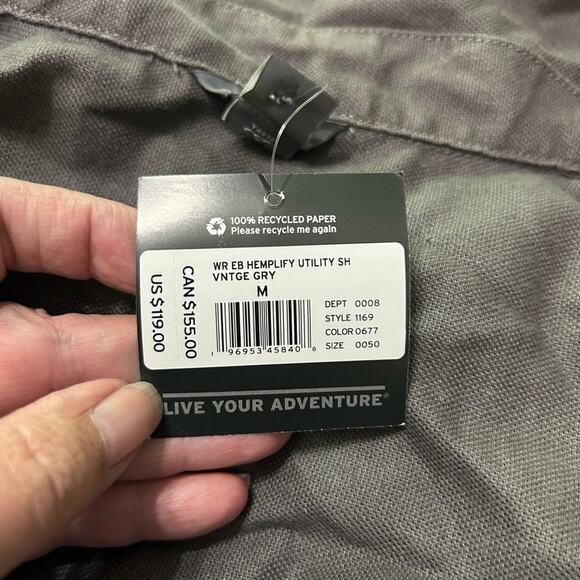 100% RECYCLED PAPER
Please recycle me again
WR EB HEMPLIFY UTILITY SH
VNTGE GRY
M
DEPT 0008
STYLE 1169
COLOR 0677
SIZE 0050
1 96953 45840 8
CAN $155.00
US $119.00
LIVE YOUR ADVENTURE®